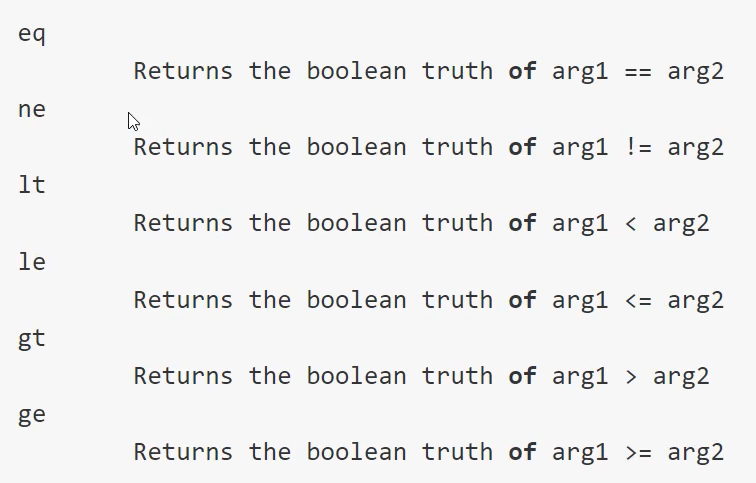 eq
Returns the boolean truth of arg1 == arg2
ne
Returns the boolean truth of arg1 != arg2
lt
Returns the boolean truth of arg1 < arg2
le
Returns the boolean truth of arg1 <= arg2
gt
Returns the boolean truth of arg1 > arg2
ge
Returns the boolean truth of arg1 >= arg2